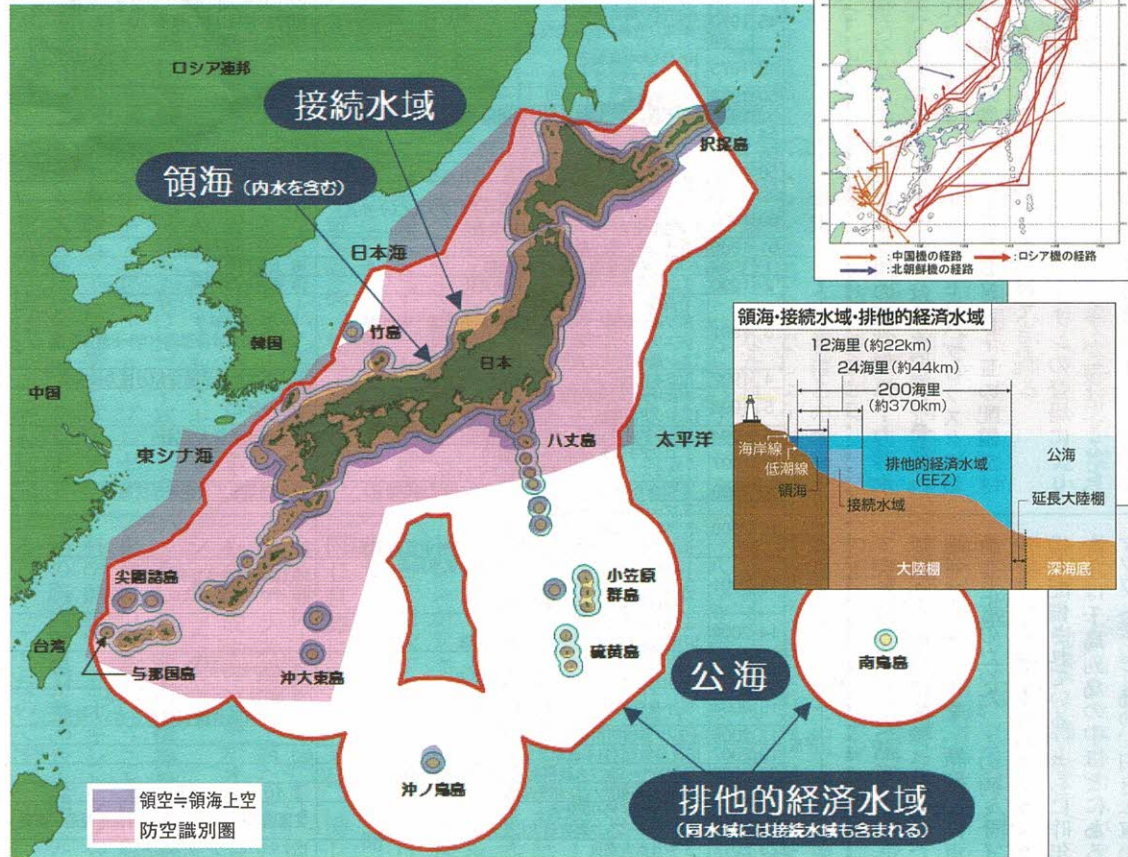 ロシア連邦
接続水域
領海（内水を含む）
択捉島
日本海
竹島
韓国
日本
中国
東シナ海
八丈島
太平洋
尖閣諸島
小笠原
群島
台湾
与那国島
沖大東島
硫黄島
南鳥島
公海
沖ノ鳥島
排他的経済水域
（同水域には接続水域も含まれる）
領空≒領海上空
防空識別圏
:中国機の経路
:ロシア機の経路
:北朝鮮機の経路
領海・接続水域・排他的経済水域
12海里（約22km）
24海里（約44km）
200海里
（約370km）
海岸線
低潮線
領海
接続水域
排他的経済水域
(EEZ)
公海
延長大陸棚
大陸棚
深海底